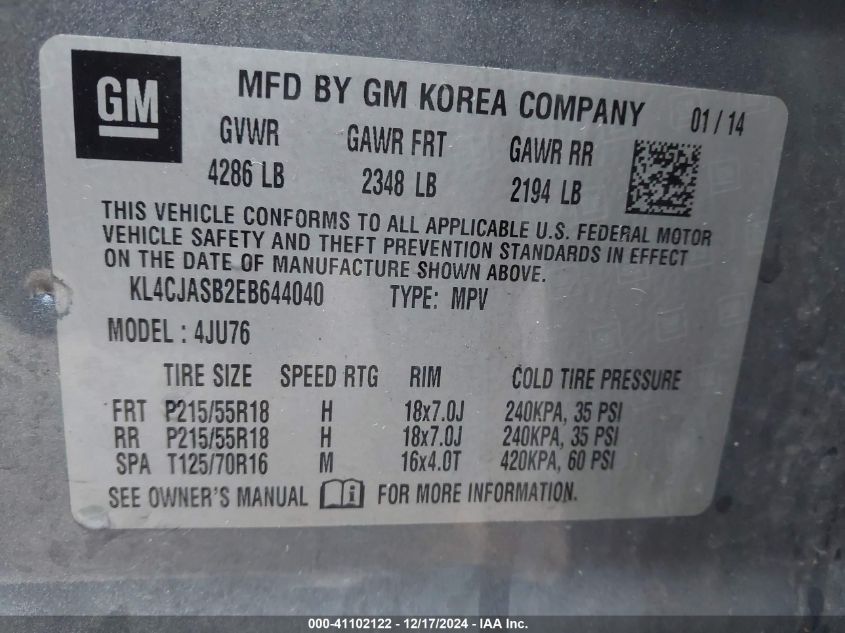 GM
MFD BY GM KOREA COMPANY 01 / 14
GVWR GAWR FRT GAWR RR
4286 LB 2348 LB 2194 LB
THIS VEHICLE CONFORMS TO ALL APPLICABLE U.S. FEDERAL MOTOR
VEHICLE SAFETY AND THEFT PREVENTION STANDARDS IN EFFECT
ON THE DATE OF MANUFACTURE SHOWN ABOVE.
KL4CJASB2EB644040 TYPE: MPV
MODEL : 4JU76
TIRE SIZE SPEED RTG RIM COLD TIRE PRESSURE
FRT P215/55R18 H 18x7.0J 240KPA, 35 PSI
RR P215/55R18 H 18x7.0J 240KPA, 35 PSI
SPA T125/70R16 M 16x4.0T 420KPA, 60 PSI
SEE OWNER'S MANUAL FOR MORE INFORMATION.
000-41102122 - 12/17/2024 - IAA Inc.